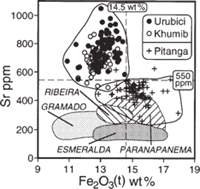 14.5 wt%
Urubici
Khumib
Pitanga
1000
800
600
400
200
0
Sr ppm
550
ppm
RIBEIRA
GRAMADO
ESMERALDA PARANAPANEMA
9 11 13 15 17 19
Fe2O3(t) wt %